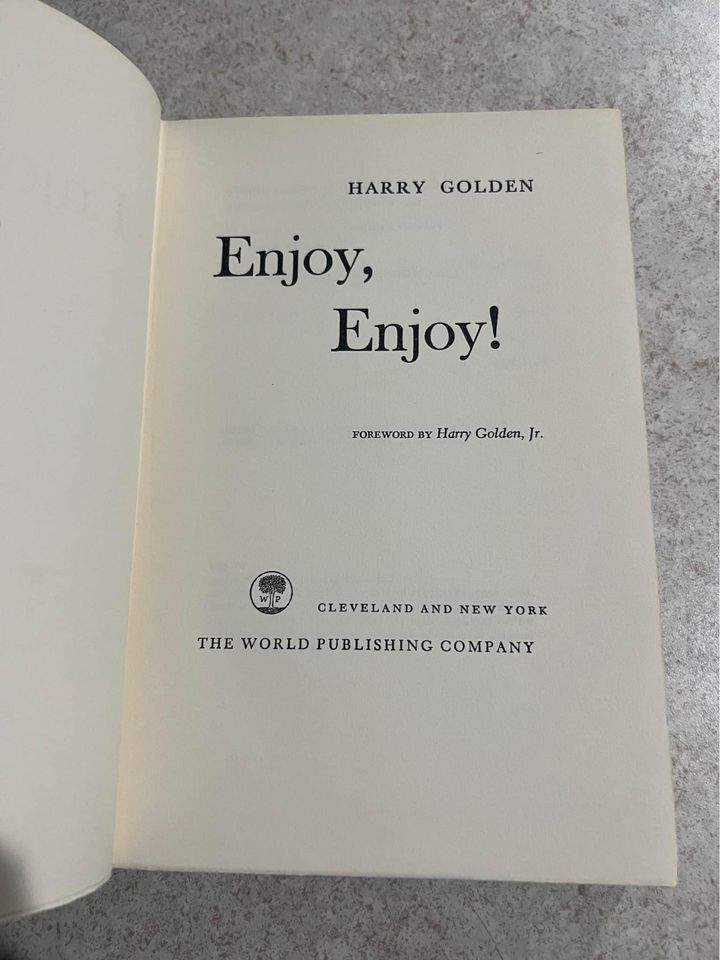 HARRY GOLDEN
Enjoy,
Enjoy!
FOREWORD BY Harry Golden, Jr.
W P
CLEVELAND AND NEW YORK
THE WORLD PUBLISHING COMPANY